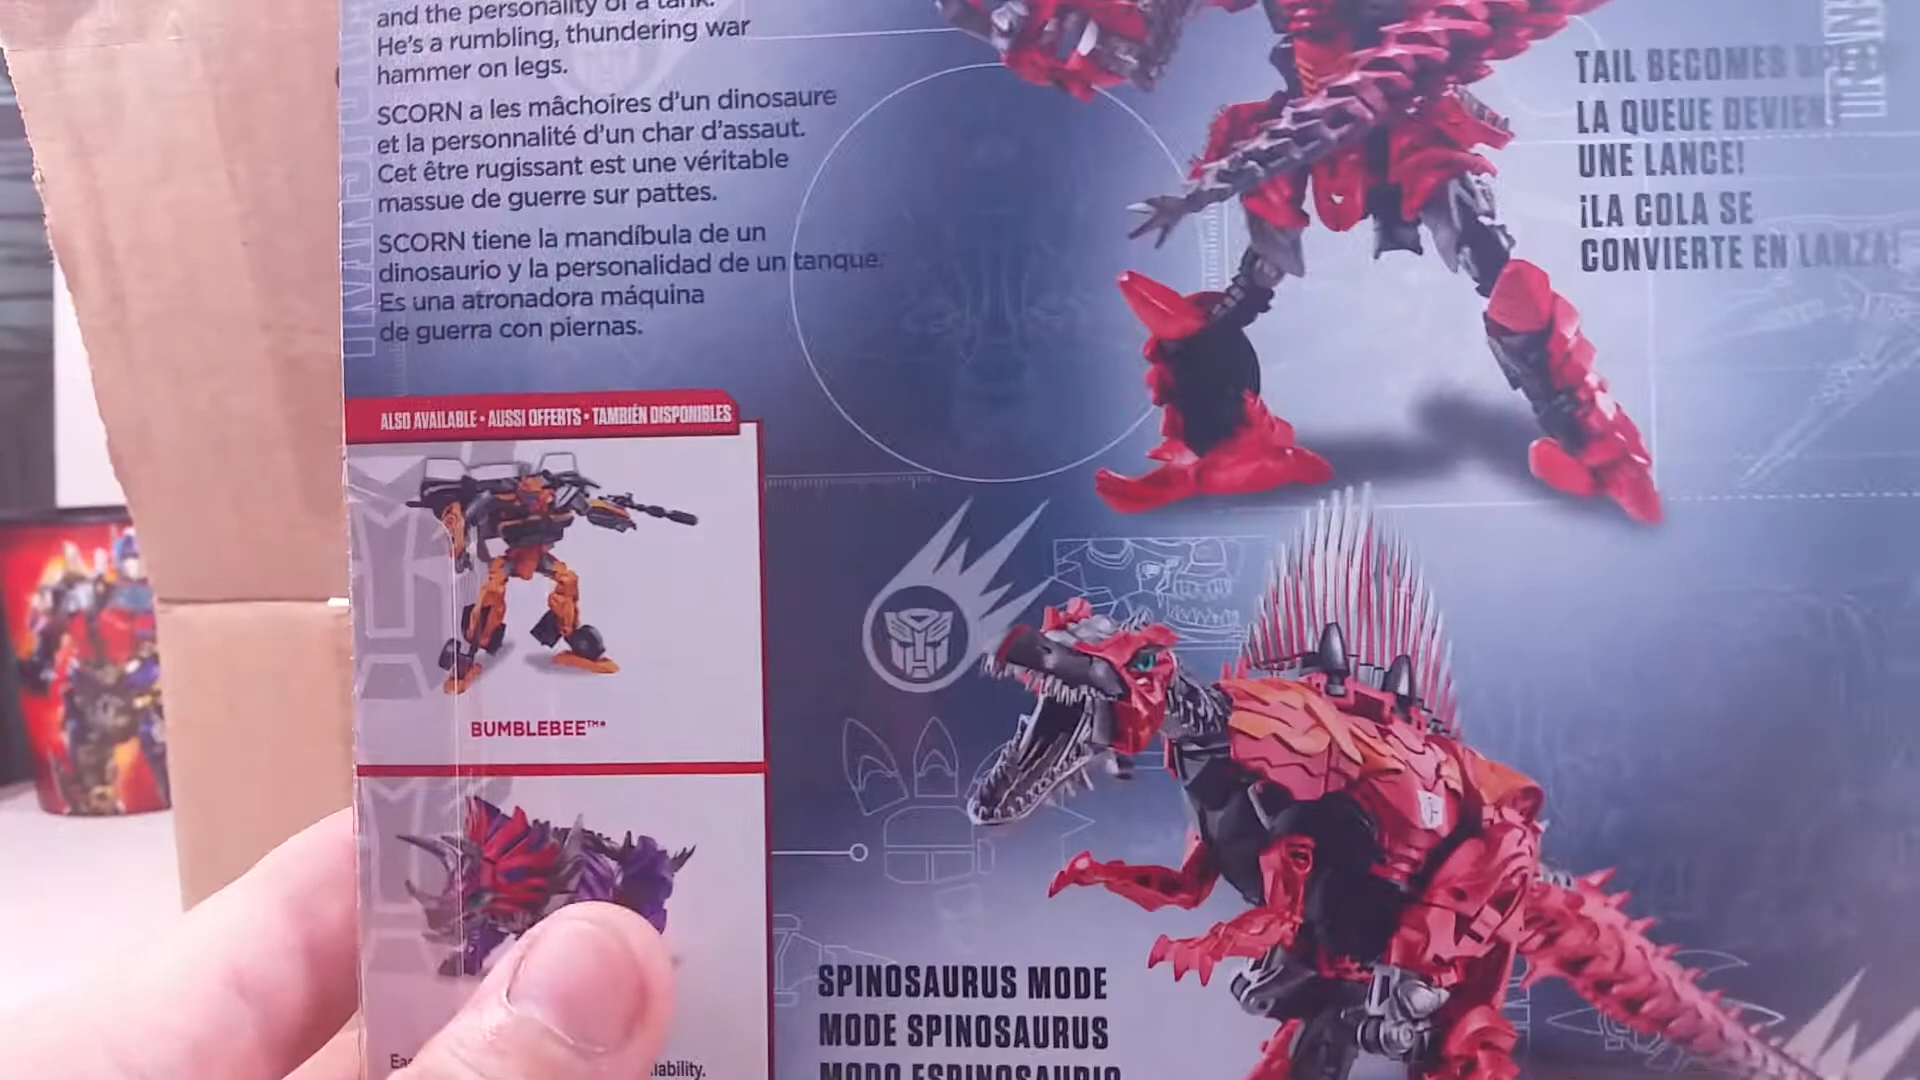 and the personality of a tank.
He's a rumbling, thundering war
hammer on legs.
SCORN a les mâchoires d'un dinosaure
et la personnalité d'un char d'assaut.
Cet être rugissant est une véritable
massue de guerre sur pattes.
SCORN tiene la mandíbula de un
dinosaurio y la personalidad de un tanque.
Es una atronadora máquina
de guerra con piernas.
TAIL BECOMES
LA QUEUE DEVIENT
UNE LANCE!
¡LA COLA SE
CONVIERTE EN LANZA!
ALSO AVAILABLE • AUSSI OFFERTS • TAMBIÉN DISPONIBLES
BUMBLEBEE™*
SPINOSAURUS MODE
MODE SPINOSAURUS
MODO ESPINOSAURIO